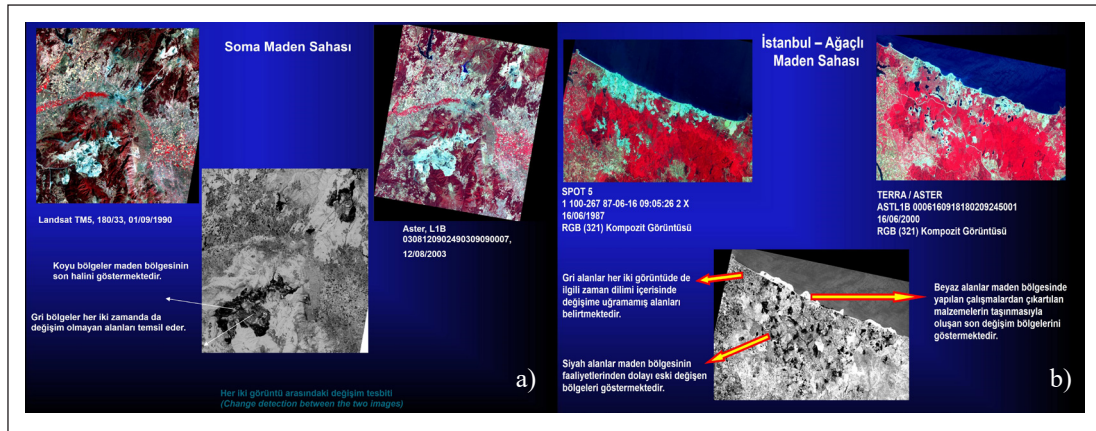 Soma Maden Sahası
Landsat TM5, 180/33, 01/09/1990
Aster, L1B
0308120902490309090007,
12/08/2003
Koyu bölgeler maden bölgesinin
son halini göstermektedir.
Gri bölgeler her iki zamanda da
değişim olmayan alanları temsil eder.
Her iki görüntü arasındaki değişim tesbiti
(Change detection between the two images)
a)
İstanbul – Ağaçlı
Maden Sahası
SPOT 5
1 100-267 87-06-16 09:05:26 2 X
16/06/1987
RGB (321) Kompozit Görüntüsü
TERRA / ASTER
ASTL1B 0006160918180209245001
16/06/2000
RGB (321) Kompozit Görüntüsü
Gri alanlar her iki görüntüde de
ilgili zaman dilimi içerisinde
değişime uğramamış alanları
belirtmektedir.
Beyaz alanlar maden bölgesinde
yapılan çalışmalardan çıkartılan
malzemelerin taşınmasıyla
oluşan son değişim bölgelerini
göstermektedir.
Siyah alanlar maden bölgesinin
faaliyetlerinden dolayı eski değişen
bölgeleri göstermektedir.
b)